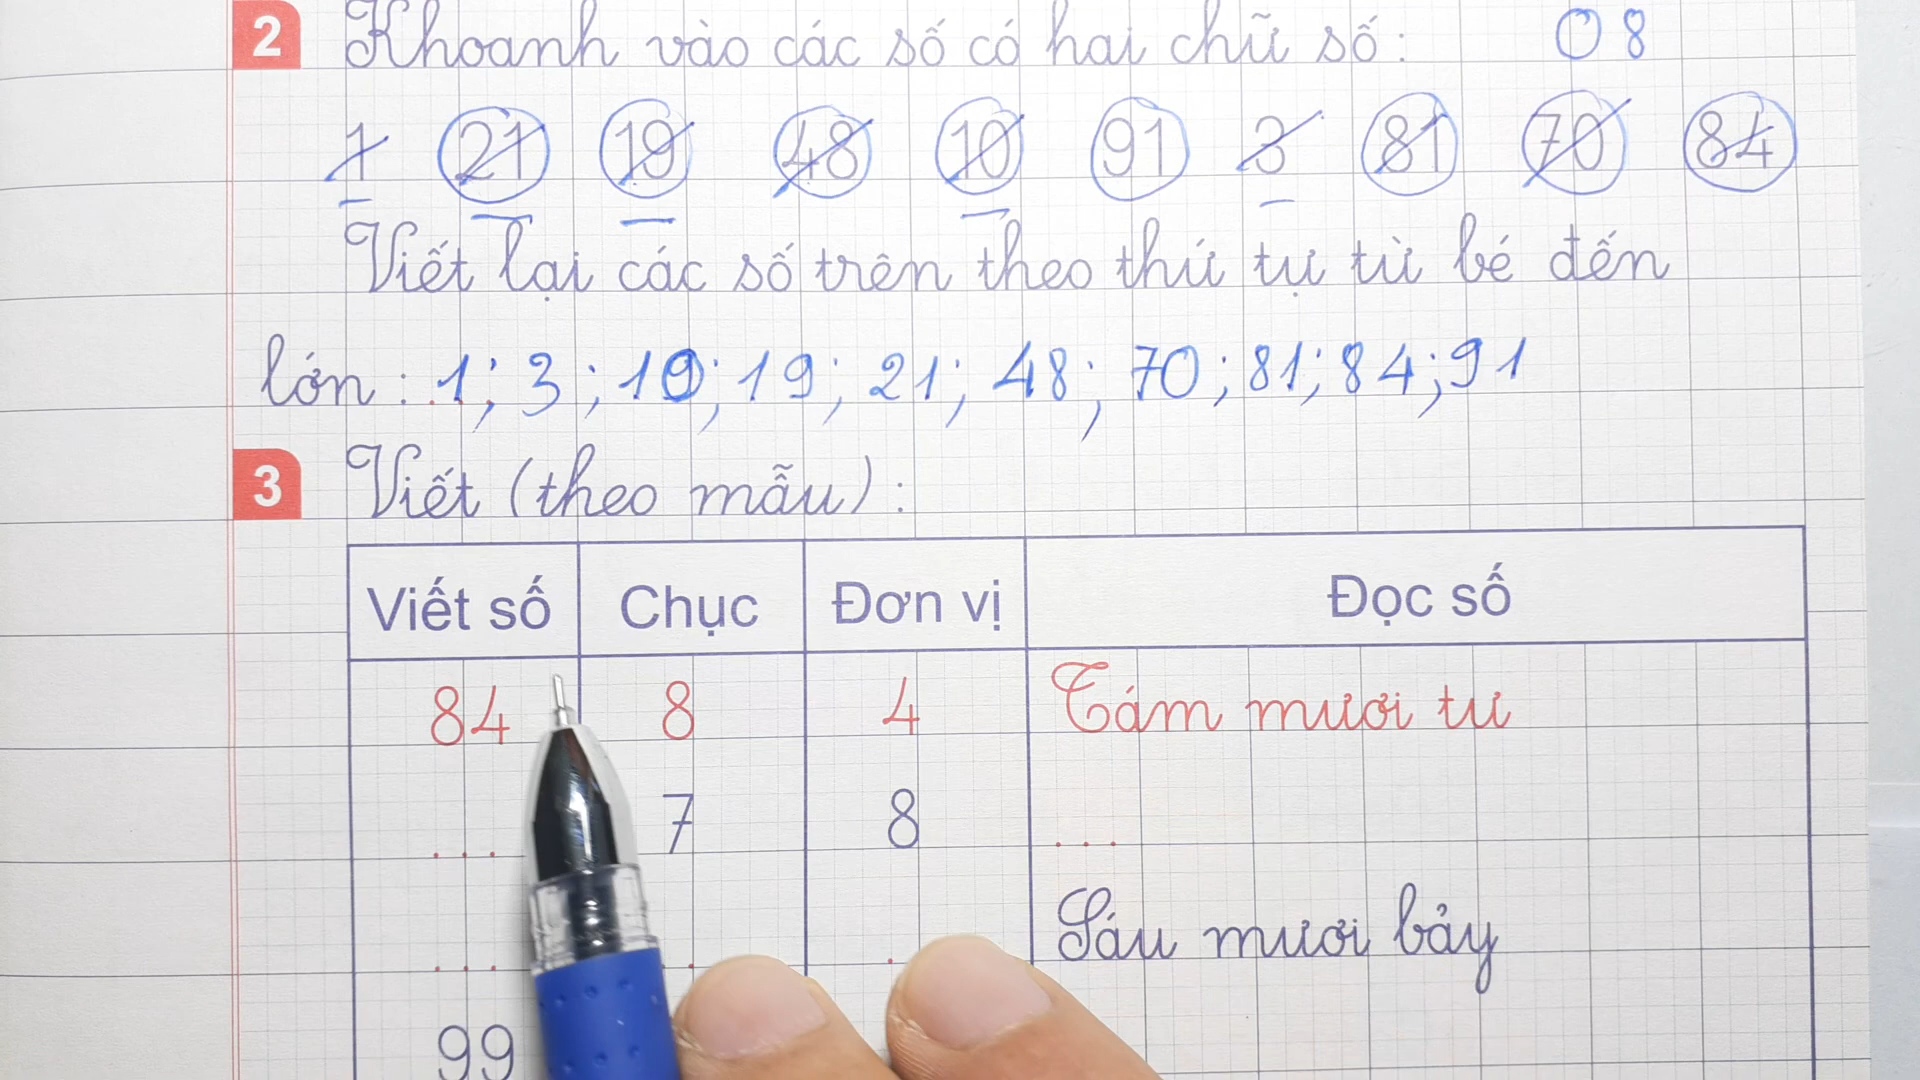 2 Khoanh vào các số có hai chữ số: 08
1 21 19 48 10 91 3 81 70 84
Viết lại các số trên theo thứ tự từ bé đến
lớn: 1; 3; 10; 19; 21; 48; 70; 81; 84; 91
3 Viết (theo mẫu):
Viết số Chục Đơn vị Đọc số
84 8 4 Tám mươi tư
... 7 8 ...
... . . Sáu mươi bảy
99